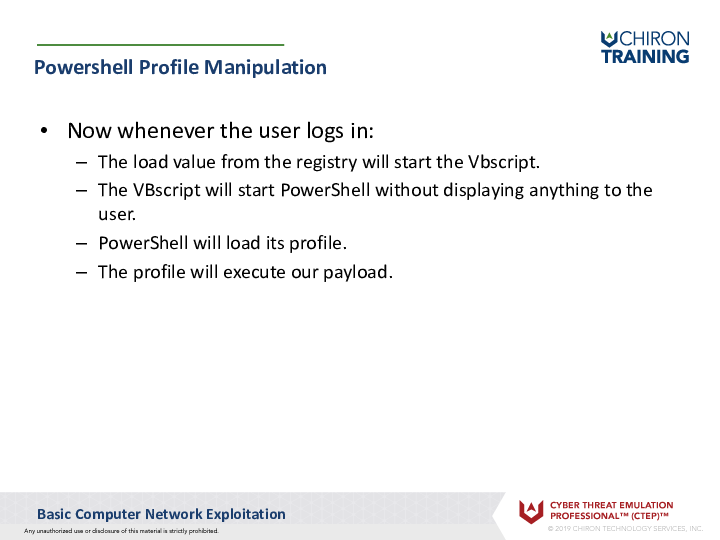 CHIRON
TRAINING
Powershell Profile Manipulation
• Now whenever the user logs in:
– The load value from the registry will start the Vbscript.
– The VBscript will start PowerShell without displaying anything to the
user.
– PowerShell will load its profile.
– The profile will execute our payload.
Basic Computer Network Exploitation
Any unauthorized use or disclosure of this material is strictly prohibited.
CYBER THREAT EMULATION
PROFESSIONAL™ (CTEP)™
© 2019 CHIRON TECHNOLOGY SERVICES, INC.